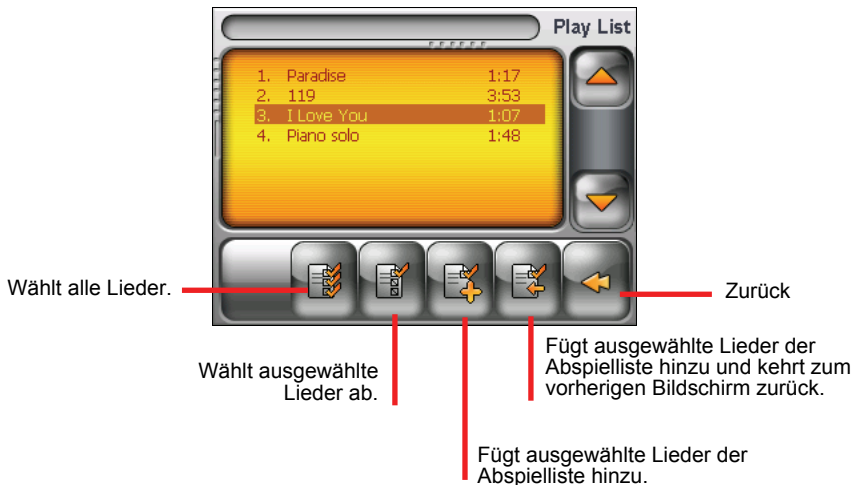 Play List
1. Paradise 1:17
2. 119 3:53
3. I Love You 1:07
4. Piano solo 1:48
Wählt alle Lieder.
Zurück
Wählt ausgewählte
Lieder ab.
Fügt ausgewählte Lieder der
Abspielliste hinzu und kehrt zum
vorherigen Bildschirm zurück.
Fügt ausgewählte Lieder der
Abspielliste hinzu.